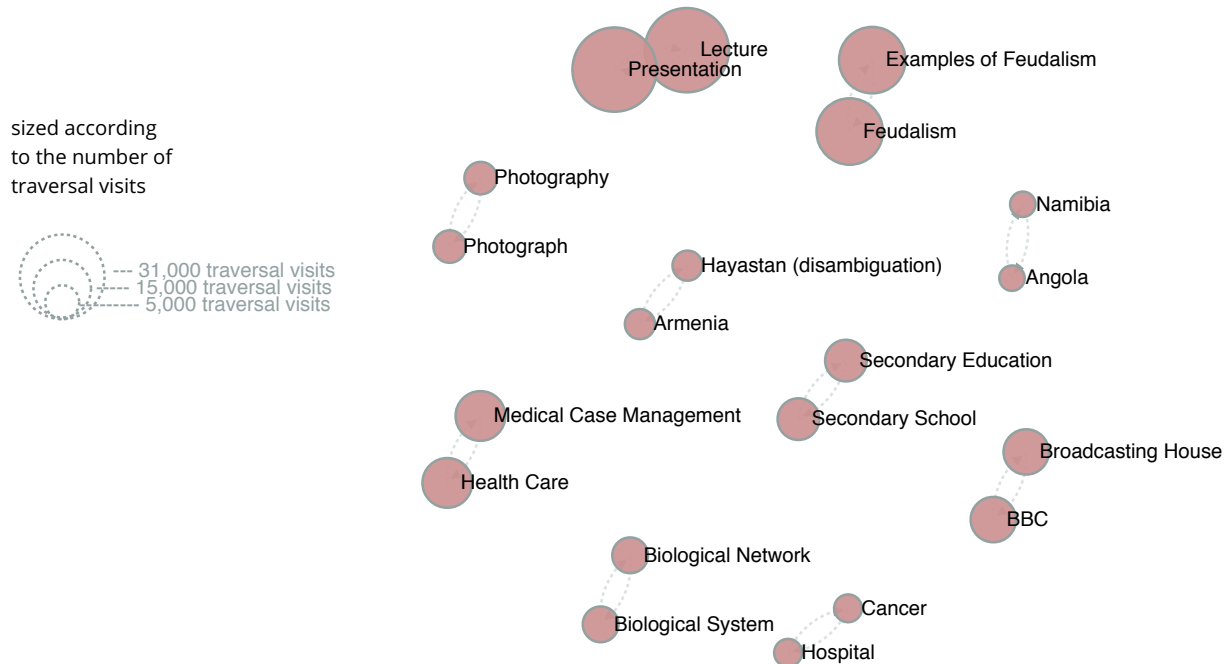 Lecture
Presentation
Examples of Feudalism
Feudalism
sized according
to the number of
traversal visits
31,000 traversal visits
15,000 traversal visits
5,000 traversal visits
Photography
Photograph
Namibia
Angola
Hayastan (disambiguation)
Armenia
Secondary Education
Secondary School
Medical Case Management
Health Care
Broadcasting House
BBC
Biological Network
Biological System
Cancer
Hospital